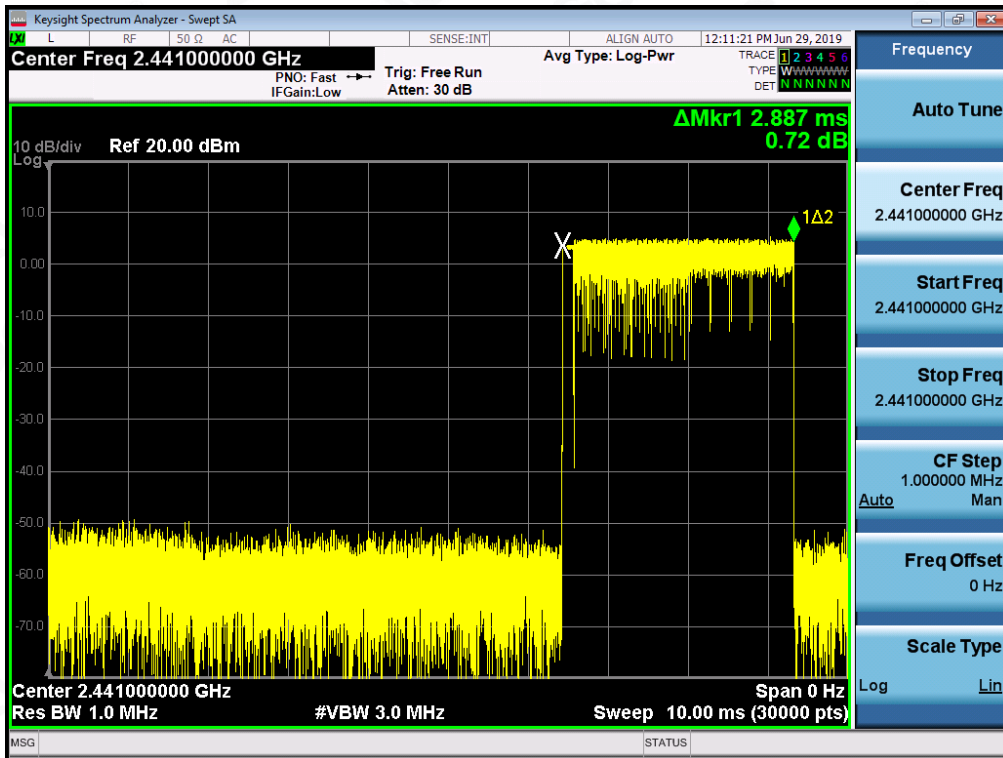 Keysight Spectrum Analyzer - Swept SA
LXI L RF 50 Ω AC SENSE:INT ALIGN AUTO 12:11:21 PM Jun 29, 2019
Center Freq 2.441000000 GHz
PNO: Fast
IFGain:Low
Trig: Free Run
Atten: 30 dB
Avg Type: Log-Pwr
TRACE 1 2 3 4 5 6
TYPE WWWWWW
DET N N N N N N
ΔMkr1 2.887 ms
0.72 dB
10 dB/div Ref 20.00 dBm
Log
1Δ2
10.0
0.00
-10.0
-20.0
-30.0
-40.0
-50.0
-60.0
-70.0
Center 2.441000000 GHz Span 0 Hz
Res BW 1.0 MHz #VBW 3.0 MHz Sweep 10.00 ms (30000 pts)
MSG STATUS
Frequency
Auto Tune
Center Freq
2.441000000 GHz
Start Freq
2.441000000 GHz
Stop Freq
2.441000000 GHz
CF Step
1.000000 MHz
Auto Man
Freq Offset
0 Hz
Scale Type
Log Lin